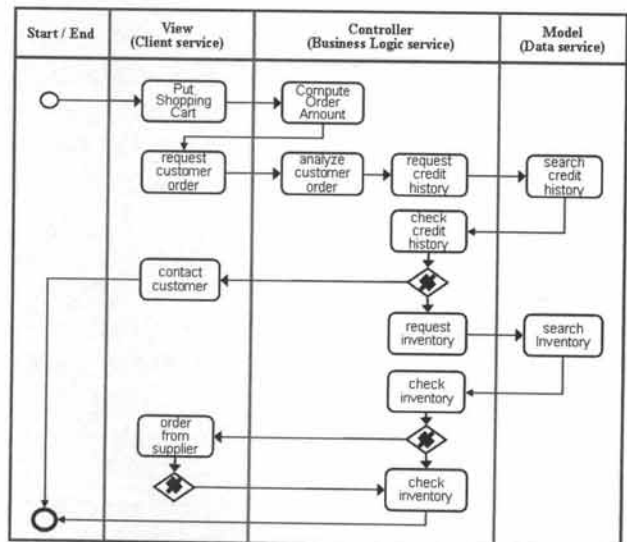 Start / End
View
(Client service)
Controller
(Business Logic service)
Model
(Data service)
Put
Shopping
Cart
Compute
Order
Amount
request
customer
order
analyze
customer
order
request
credit
history
search
credit
history
check
credit
history
contact
customer
request
inventory
search
Inventory
check
inventory
order
from
supplier
check
inventory